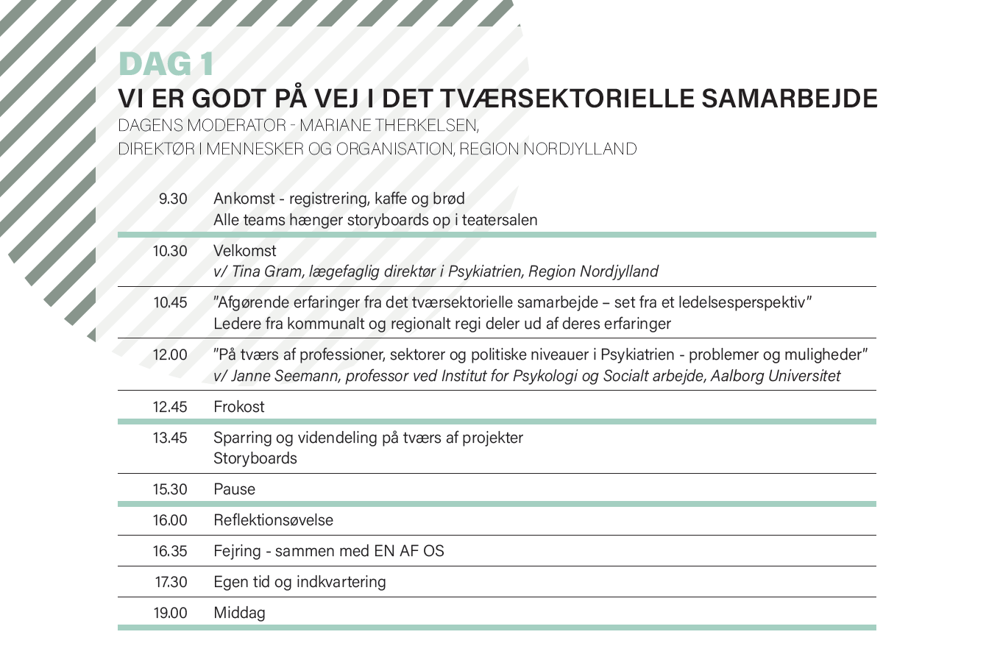 DAG 1
VI ER GODT PÅ VEJ I DET TVÆRSEKTORIELLE SAMARBEJDE
DAGENS MODERATOR - MARIANE THERKELSEN,
DIREKTØR I MENNESKER OG ORGANISATION, REGION NORDJYLLAND
9.30 Ankomst - registrering, kaffe og brød
Alle teams hænger storyboards op i teatersalen
10.30 Velkomst
v/ Tina Gram, lægefaglig direktør i Psykiatrien, Region Nordjylland
10.45 "Afgørende erfaringer fra det tværsektorielle samarbejde – set fra et ledelsesperspektiv"
Ledere fra kommunalt og regionalt regi deler ud af deres erfaringer
12.00 "På tværs af professioner, sektorer og politiske niveauer i Psykiatrien - problemer og muligheder"
v/ Janne Seemann, professor ved Institut for Psykologi og Socialt arbejde, Aalborg Universitet
12.45 Frokost
13.45 Sparring og videndeling på tværs af projekter
Storyboards
15.30 Pause
16.00 Reflektionsøvelse
16.35 Fejring - sammen med EN AF OS
17.30 Egen tid og indkvartering
19.00 Middag